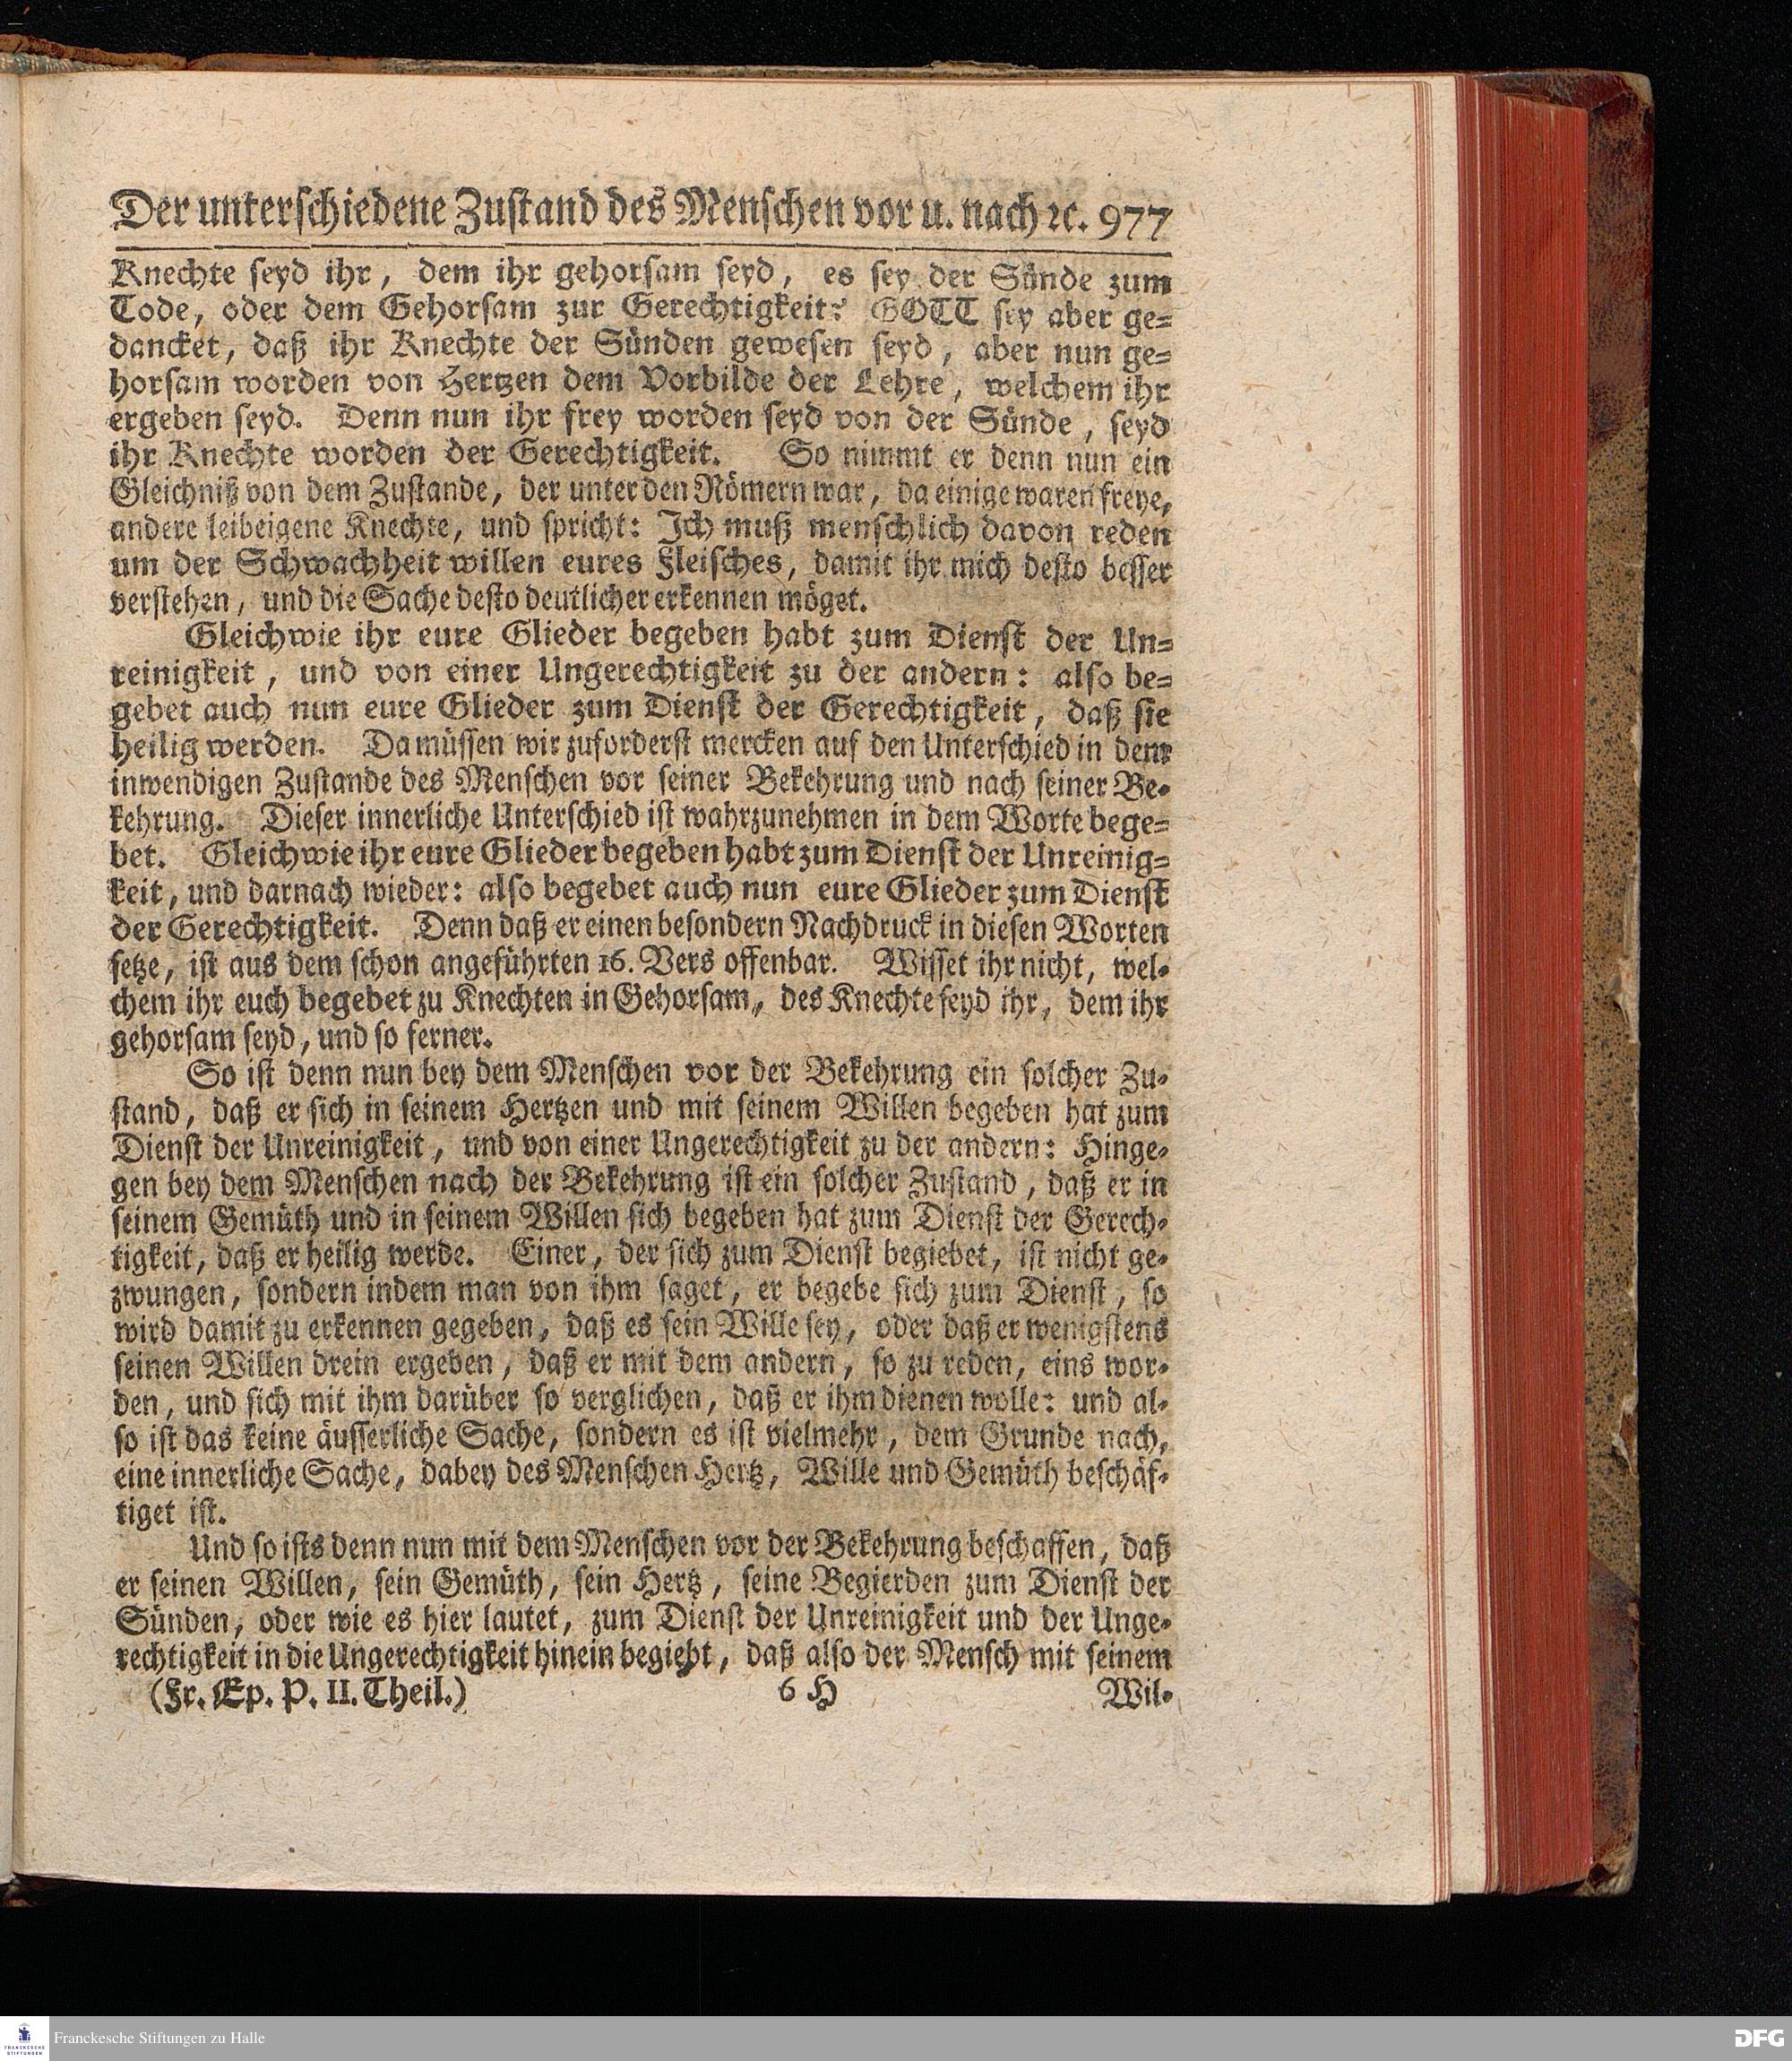 Der unterschiedene Zustand des Menschen vor u. nach ꝛc. 977
Knechte seyd ihr, dem ihr gehorsam seyd, es sey der Sünde zum
Tode, oder dem Gehorsam zur Gerechtigkeit? GOTT sey aber ge=
dancket, daß ihr Knechte der Sünden gewesen seyd, aber nun ge=
horsam worden von Hertzen dem Vorbilde der Lehre, welchem ihr
ergeben seyd. Denn nun ihr frey worden seyd von der Sünde, seyd
ihr Knechte worden der Gerechtigkeit. So nimmt er denn nun ein
Gleichniß von dem Zustande, der unter den Römern war, da einige waren freye,
andere leibeigene Knechte, und spricht: Ich muß menschlich davon reden
um der Schwachheit willen eures Fleisches, damit ihr mich desto besser
verstehen, und die Sache desto deutlicher erkennen möget.
Gleichwie ihr eure Glieder begeben habt zum Dienst der Un=
reinigkeit, und von einer Ungerechtigkeit zu der andern: also be=
gebet auch nun eure Glieder zum Dienst der Gerechtigkeit, daß sie
heilig werden. Da müssen wir zuforderst mercken auf den Unterschied in dem
inwendigen Zustande des Menschen vor seiner Bekehrung und nach seiner Be=
kehrung. Dieser innerliche Unterschied ist wahrzunehmen in dem Worte bege=
bet. Gleichwie ihr eure Glieder begeben habt zum Dienst der Unreinig=
keit, und darnach wieder: also begebet auch nun eure Glieder zum Dienst
der Gerechtigkeit. Denn daß er einen besondern Nachdruck in diesen Worten
setze, ist aus dem schon angeführten 16. Vers offenbar. Wisset ihr nicht, wel=
chem ihr euch begebet zu Knechten in Gehorsam, des Knechte seyd ihr, dem ihr
gehorsam seyd, und so ferner.
So ist denn nun bey dem Menschen vor der Bekehrung ein solcher Zu=
stand, daß er sich in seinem Hertzen und mit seinem Willen begeben hat zum
Dienst der Unreinigkeit, und von einer Ungerechtigkeit zu der andern: Hinge=
gen bey dem Menschen nach der Bekehrung ist ein solcher Zustand, daß er in
seinem Gemüth und in seinem Willen sich begeben hat zum Dienst der Gerech=
tigkeit, daß er heilig werde. Einer, der sich zum Dienst begiebet, ist nicht ge=
zwungen, sondern indem man von ihm saget, er begebe sich zum Dienst, so
wird damit zu erkennen gegeben, daß es sein Wille sey, oder daß er wenigstens
seinen Willen drein ergeben, daß er mit dem andern, so zu reden, eins wor=
den, und sich mit ihm darüber so verglichen, daß er ihm dienen wolle: und al=
so ist das keine äusserliche Sache, sondern es ist vielmehr, dem Grunde nach,
eine innerliche Sache, dabey des Menschen Hertz, Wille und Gemüth beschäf=
tiget ist.
Und so ists denn nun mit dem Menschen vor der Bekehrung beschaffen, daß
er seinen Willen, sein Gemüth, sein Hertz, seine Begierden zum Dienst der
Sünden, oder wie es hier lautet, zum Dienst der Unreinigkeit und der Unge=
rechtigkeit in die Ungerechtigkeit hinein begiebt, daß also der Mensch mit seinem
(Fr. Ep. P. II. Theil.) 6 H Wil=
FRANCKESCHE STIFTUNGEN
Franckesche Stiftungen zu Halle
DFG